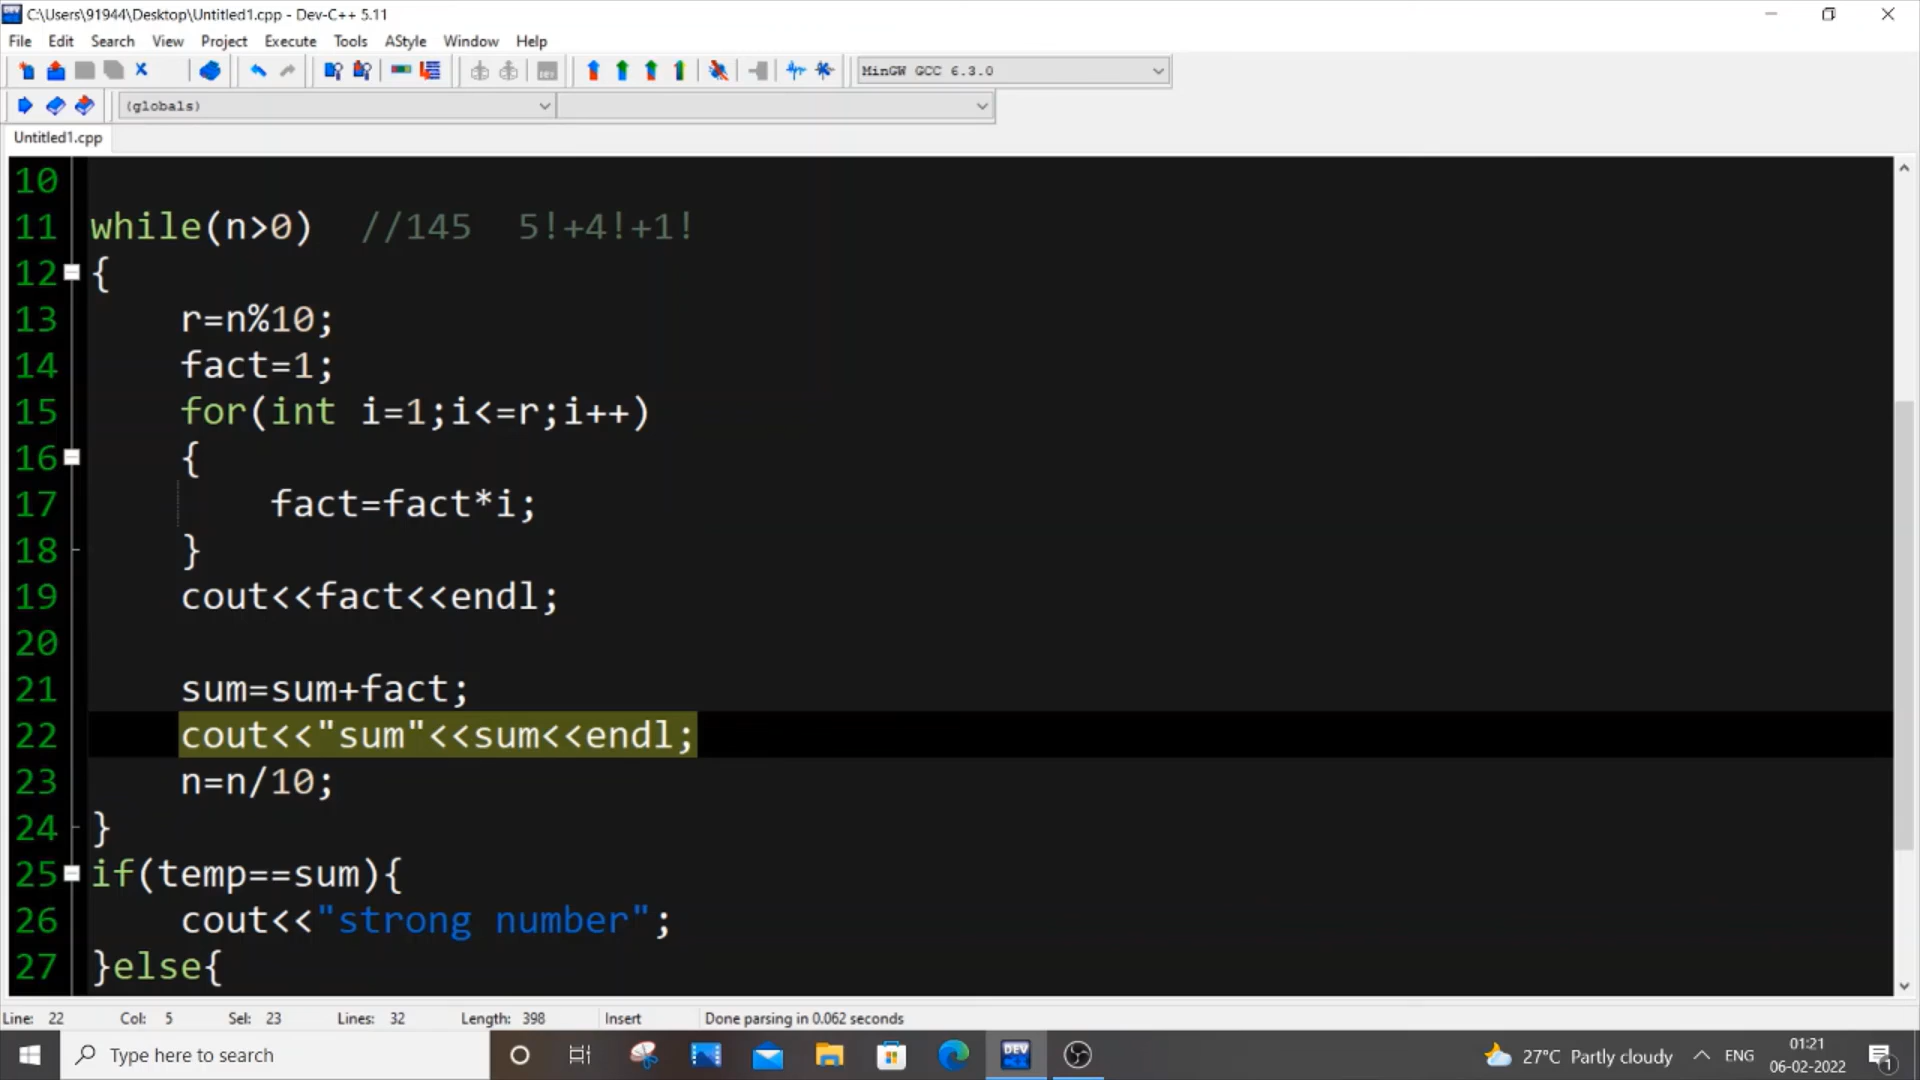 C:\Users\91944\Desktop\Untitled1.cpp - Dev-C++ 5.11
File Edit Search View Project Execute Tools AStyle Window Help
MinGW GCC 6.3.0
(globals)
Untitled1.cpp
10
11 while(n>0)  //145  5!+4!+1!
12 {
13     r=n%10;
14     fact=1;
15     for(int i=1;i<=r;i++)
16     {
17         fact=fact*i;
18     }
19     cout<<fact<<endl;
20
21     sum=sum+fact;
22     cout<<"sum"<<sum<<endl;
23     n=n/10;
24 }
25 if(temp==sum){
26     cout<<"strong number";
27 }else{
Line: 22 Col: 5 Sel: 23 Lines: 32 Length: 398 Insert Done parsing in 0.062 seconds
Type here to search
DEV
27°C Partly cloudy
ENG
01:21
06-02-2022
1